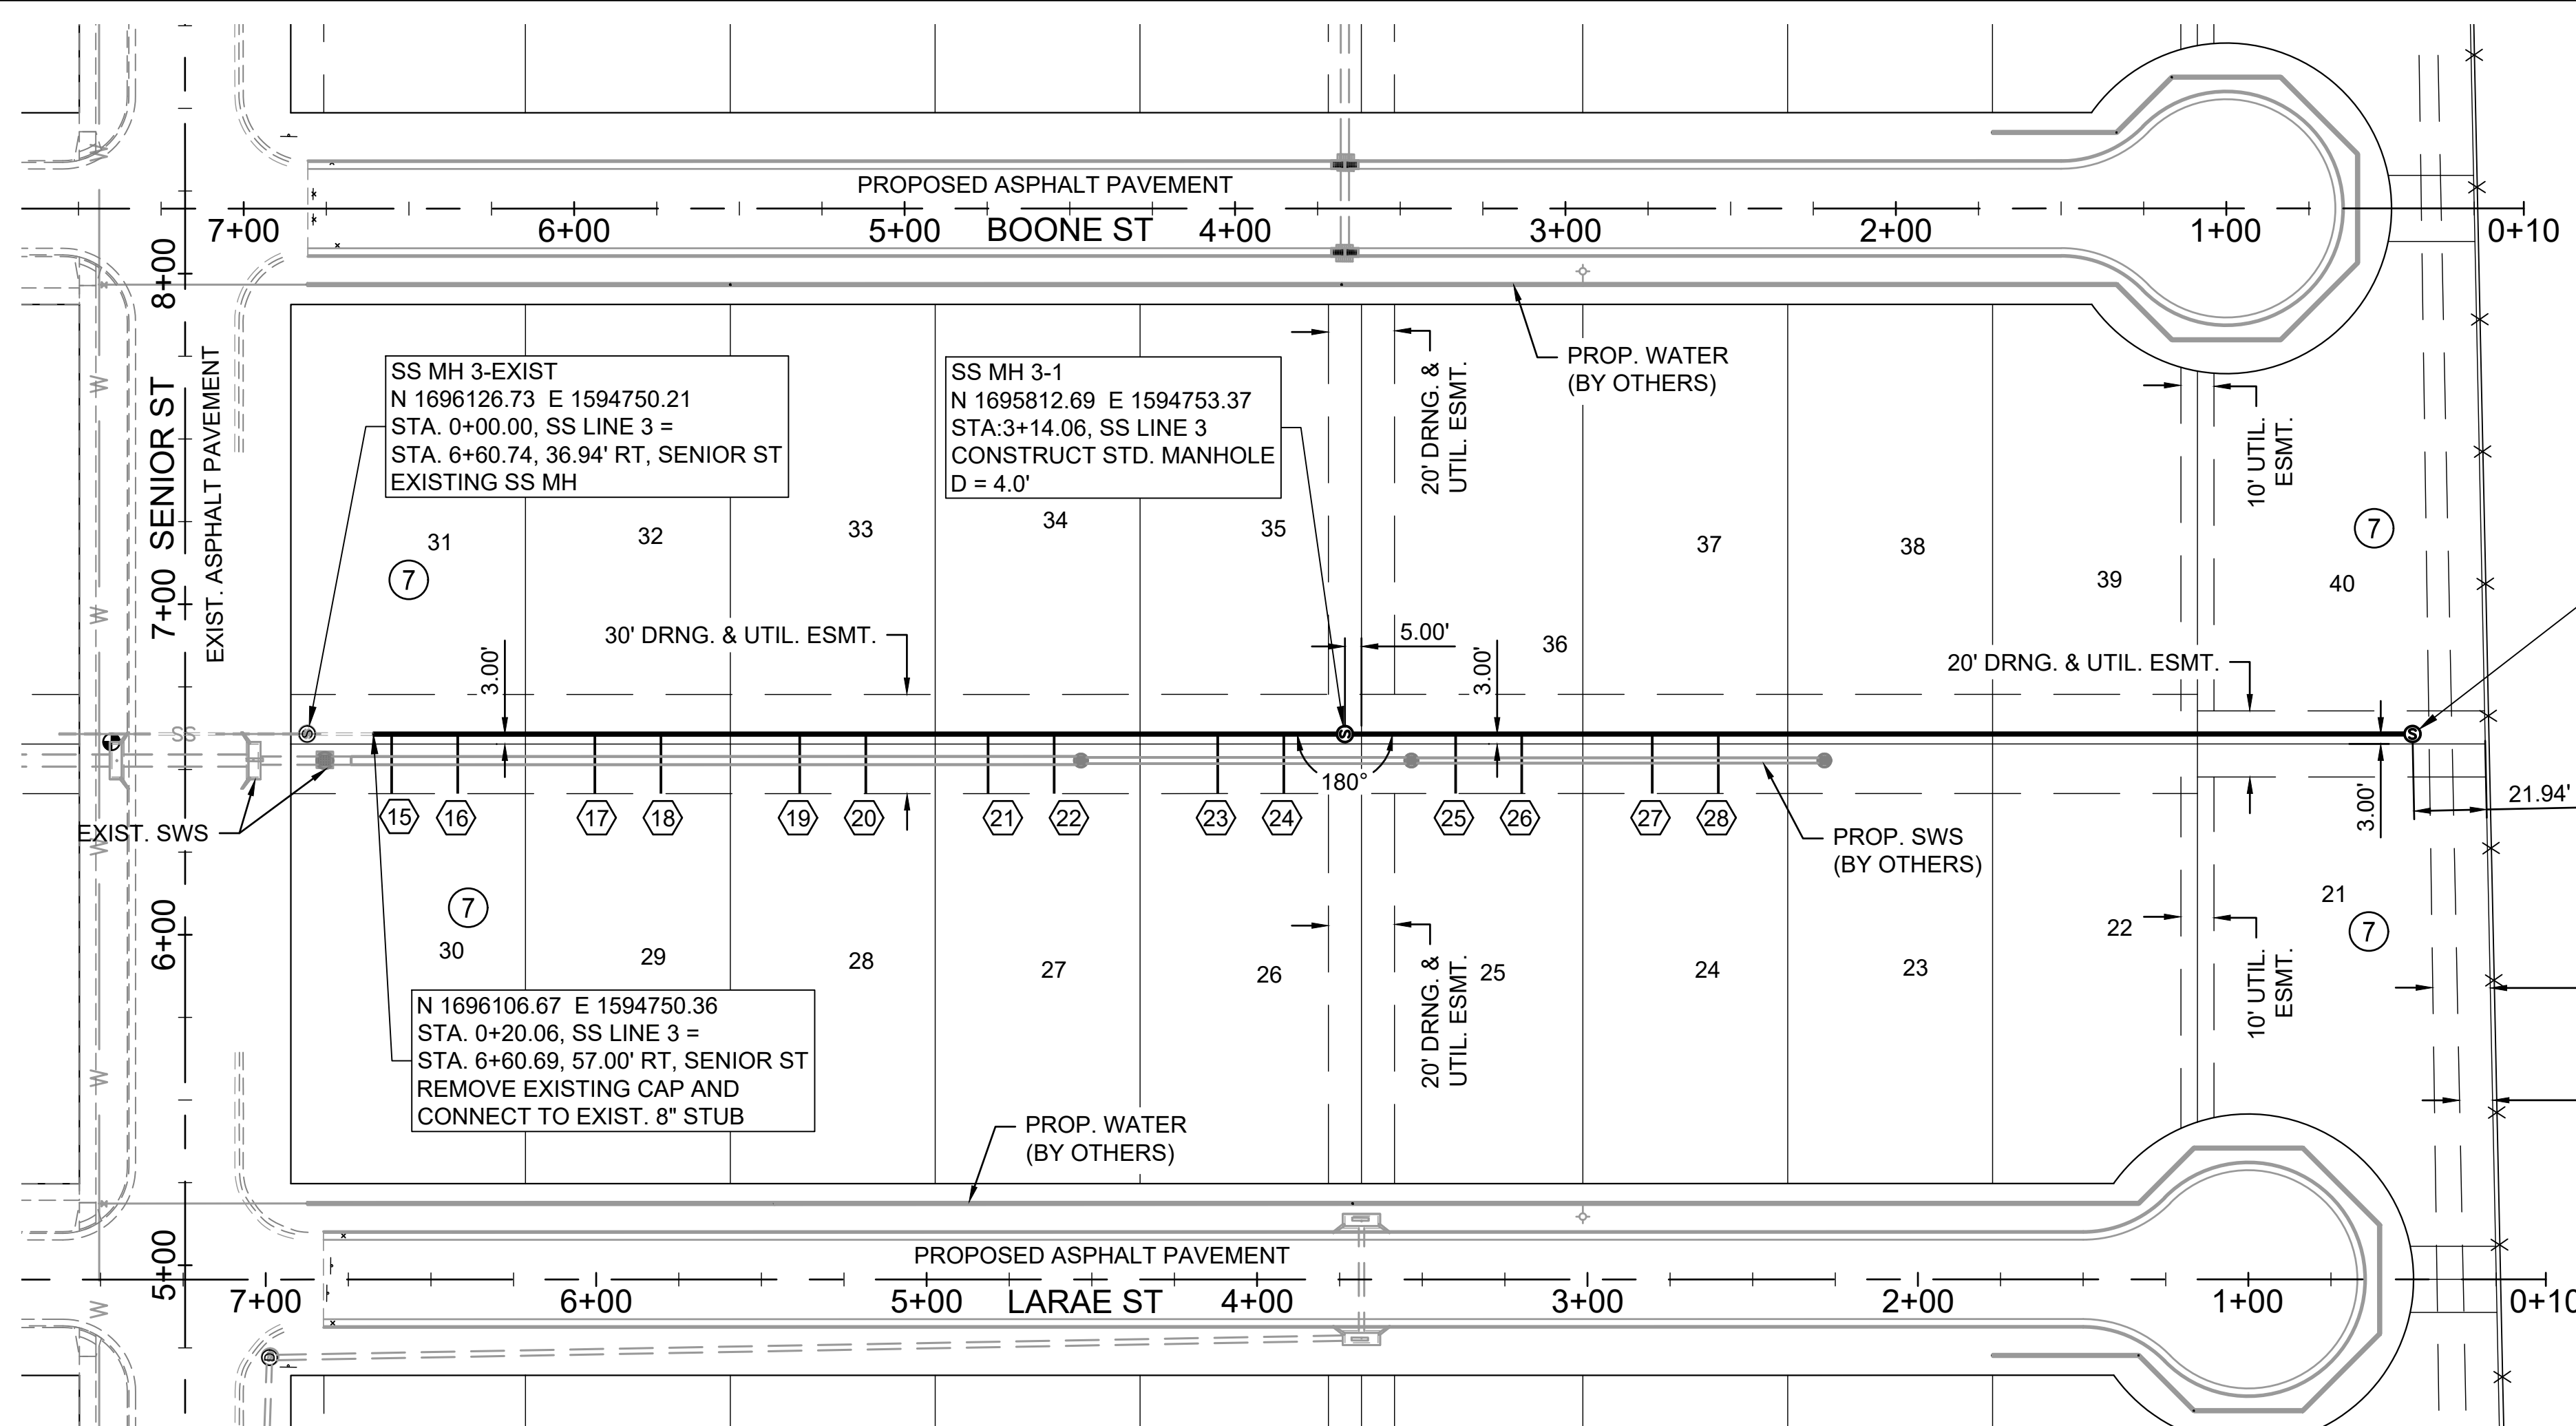 PROPOSED ASPHALT PAVEMENT
7+00
6+00
5+00
BOONE ST
4+00
3+00
2+00
1+00
0+10
8+00
7+00
SENIOR ST
6+00
5+00
EXIST. ASPHALT PAVEMENT
SS MH 3-EXIST
N 1696126.73 E 1594750.21
STA. 0+00.00, SS LINE 3 =
STA. 6+60.74, 36.94' RT, SENIOR ST
EXISTING SS MH
SS MH 3-1
N 1695812.69 E 1594753.37
STA:3+14.06, SS LINE 3
CONSTRUCT STD. MANHOLE
D = 4.0'
20' DRNG. &
UTIL. ESMT.
PROP. WATER
(BY OTHERS)
10' UTIL.
ESMT.
31
32
33
34
35
36
37
38
39
40
7
7
30' DRNG. & UTIL. ESMT.
3.00'
5.00'
3.00'
20' DRNG. & UTIL. ESMT.
SS
S
S
S
180°
15
16
17
18
19
20
21
22
23
24
25
26
27
28
EXIST. SWS
PROP. SWS
(BY OTHERS)
3.00'
21.94'
7
7
30
29
28
27
26
25
24
23
22
21
N 1696106.67 E 1594750.36
STA. 0+20.06, SS LINE 3 =
STA. 6+60.69, 57.00' RT, SENIOR ST
REMOVE EXISTING CAP AND
CONNECT TO EXIST. 8" STUB
20' DRNG. &
UTIL. ESMT.
10' UTIL.
ESMT.
PROP. WATER
(BY OTHERS)
PROPOSED ASPHALT PAVEMENT
7+00
6+00
5+00
LARAE ST
4+00
3+00
2+00
1+00
0+10
D
W
W
W
W
W